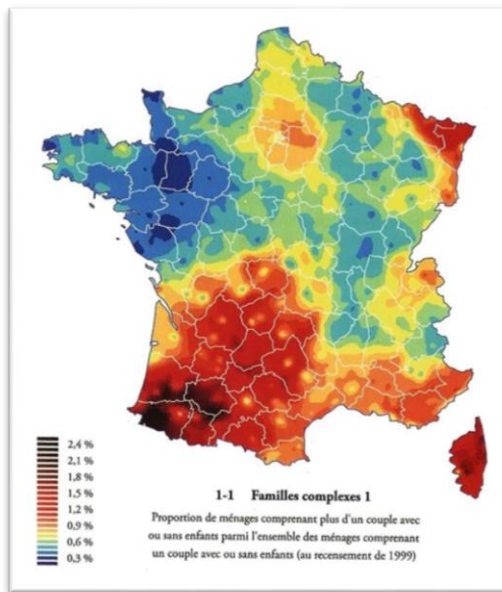 2,4 %
2,1 %
1,8 %
1,5 %
1,2 %
0,9 %
0,6 %
0,3 %
1-1 Familles complexes 1
Proportion de ménages comprenant plus d'un couple avec
ou sans enfants parmi l'ensemble des ménages comprenant
un couple avec ou sans enfants (au recensement de 1999)